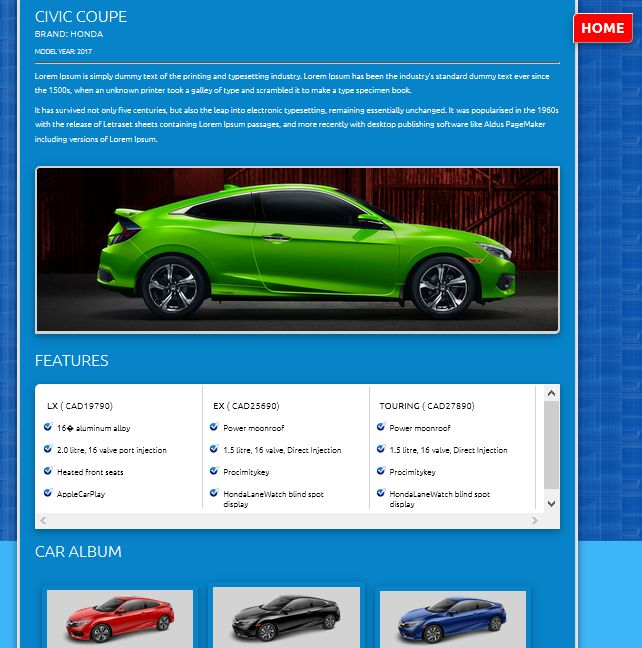 CIVIC COUPE
BRAND: HONDA
MODEL YEAR: 2017
HOME
Lorem Ipsum is simply dummy text of the printing and typesetting industry. Lorem Ipsum has been the industry's standard dummy text ever since
the 1500s, when an unknown printer took a galley of type and scrambled it to make a type specimen book.
It has survived not only five centuries, but also the leap into electronic typesetting, remaining essentially unchanged. It was popularised in the 1960s
with the release of Letraset sheets containing Lorem Ipsum passages, and more recently with desktop publishing software like Aldus PageMaker
including versions of Lorem Ipsum.
FEATURES
LX ( CAD19790)
16� aluminum alloy
2.0 litre, 16 valve port injection
Heated front seats
AppleCarPlay
EX ( CAD25690)
Power moonroof
1.5 litre, 16 valve, Direct Injection
Procimitykey
HondaLaneWatch blind spot
display
TOURING ( CAD27890)
Power moonroof
1.5 litre, 16 valve, Direct Injection
Procimitykey
HondaLaneWatch blind spot
display
CAR ALBUM